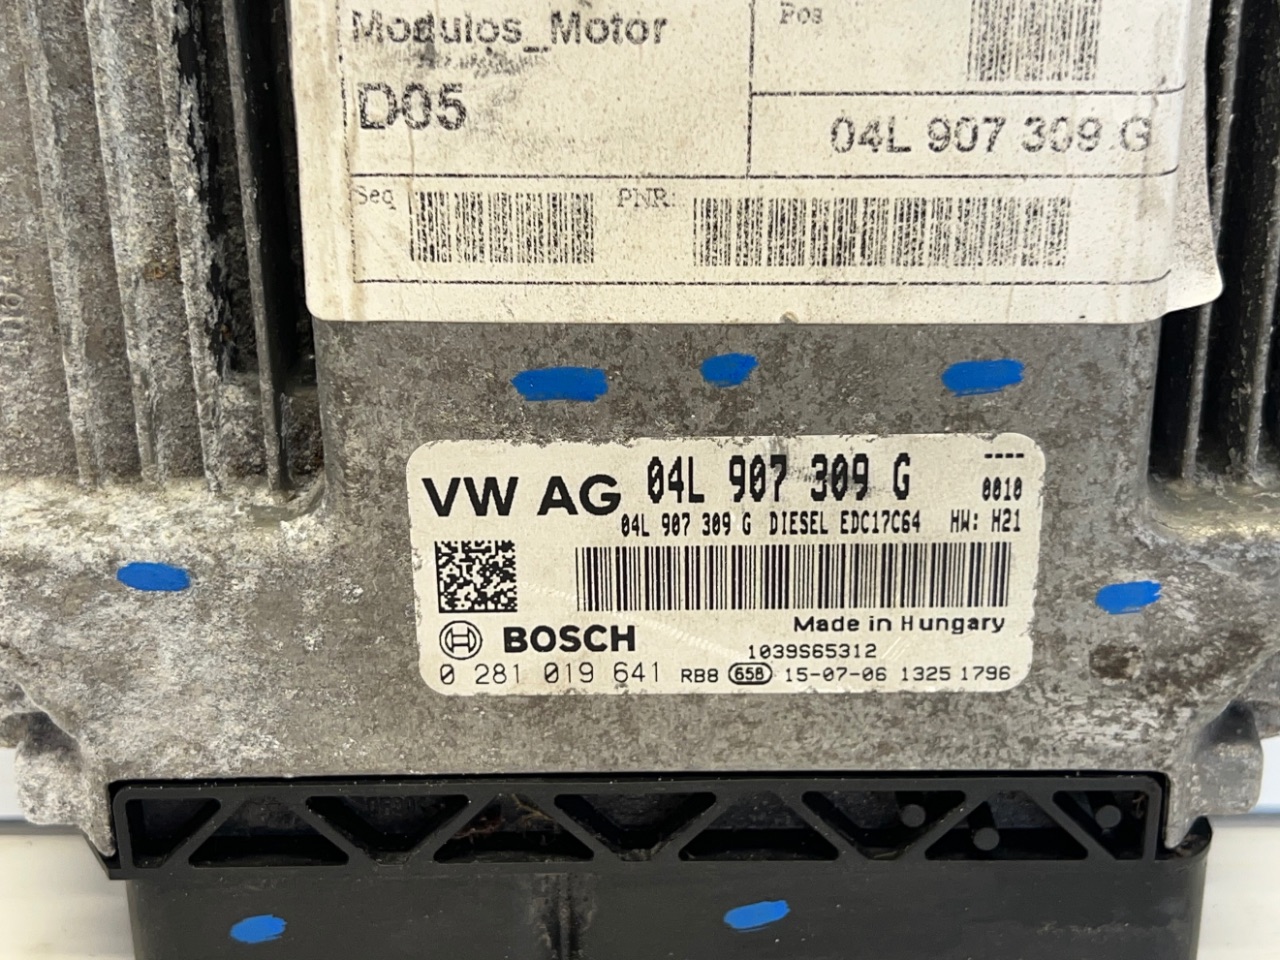 Modulos_Motor
Pos
D05
04L 907 309 G
Seq
PNR:
VW AG 04L 907 309 G
----
0010
04L 907 309 G DIESEL EDC17C64 HW: H21
Made in Hungary
BOSCH
1039S65312
0 281 019 641 RB8 658 15-07-06 1325 1796